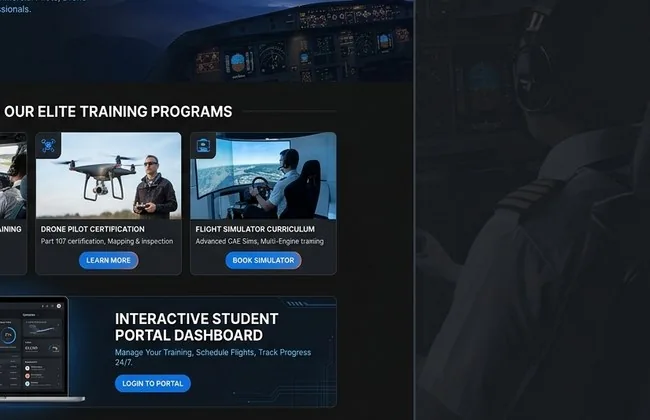 ssionals.
OUR ELITE TRAINING PROGRAMS
AINING
DRONE PILOT CERTIFICATION
Part 107 certification, Mapping & inspection
LEARN MORE
FLIGHT SIMULATOR CURRICULUM
Advanced CAE Sims, Multi-Engine training
BOOK SIMULATOR
INTERACTIVE STUDENT
PORTAL DASHBOARD
Manage Your Training, Schedule Flights, Track Progress
24/7.
LOGIN TO PORTAL